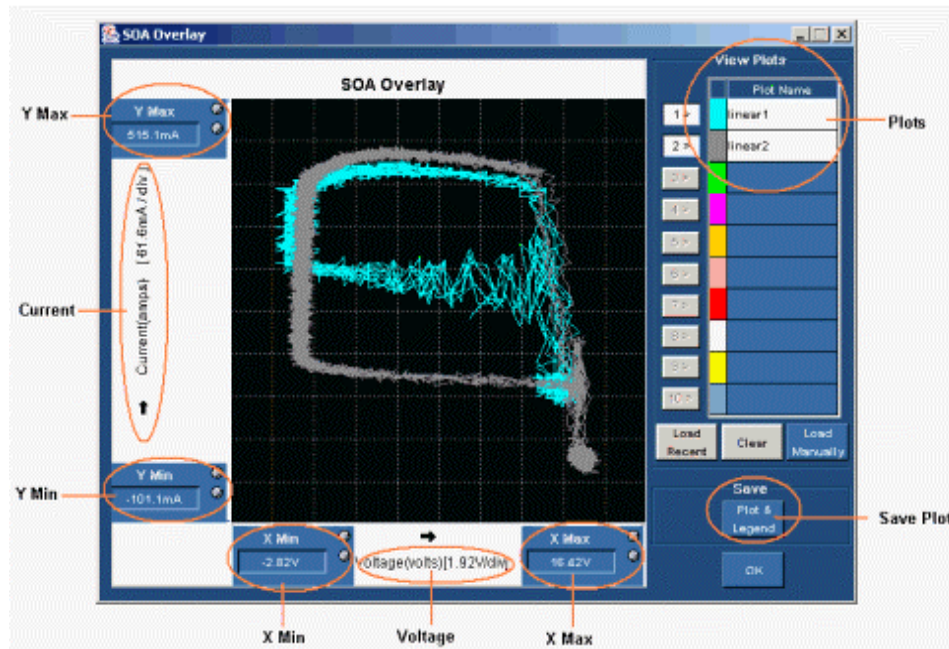 SOA Overlay
View Plots
SOA Overlay
Plot Name
Y Max
Y Max
515.1mA
1 >
linear1
Plots
2 >
linear2
3 >
4 >
5 >
6 >
7 >
8 >
9 >
10 >
Current(amps) [ 61.6mA / div ]
Current
Load Recent
Clear
Load Manually
Y Min
Y Min
-101.1mA
Save
Plot & Legend
Save Plot
X Min
-2.82V
Voltage(volts)[1.92V/div]
X Max
OK
X Min
Voltage
X Max